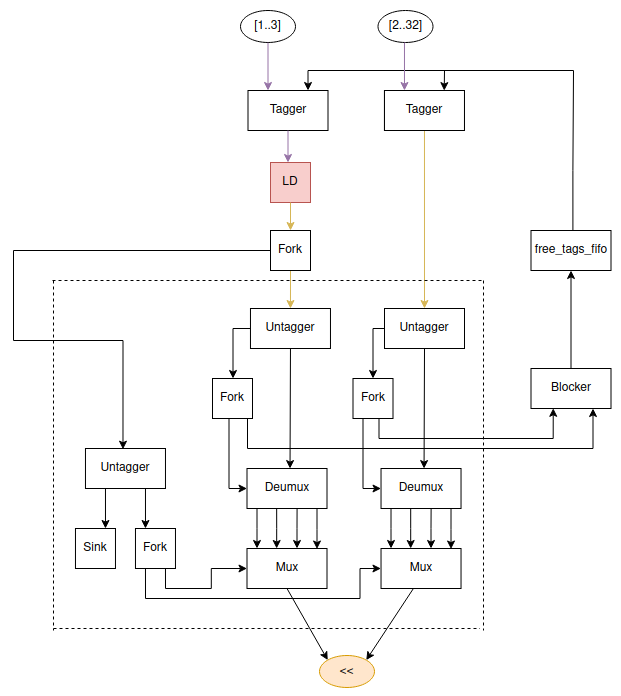 [1..3]
[2..32]
Tagger
Tagger
LD
Fork
free_tags_fifo
Untagger
Untagger
Fork
Fork
Blocker
Untagger
Deumux
Deumux
Sink
Fork
Mux
Mux
<<